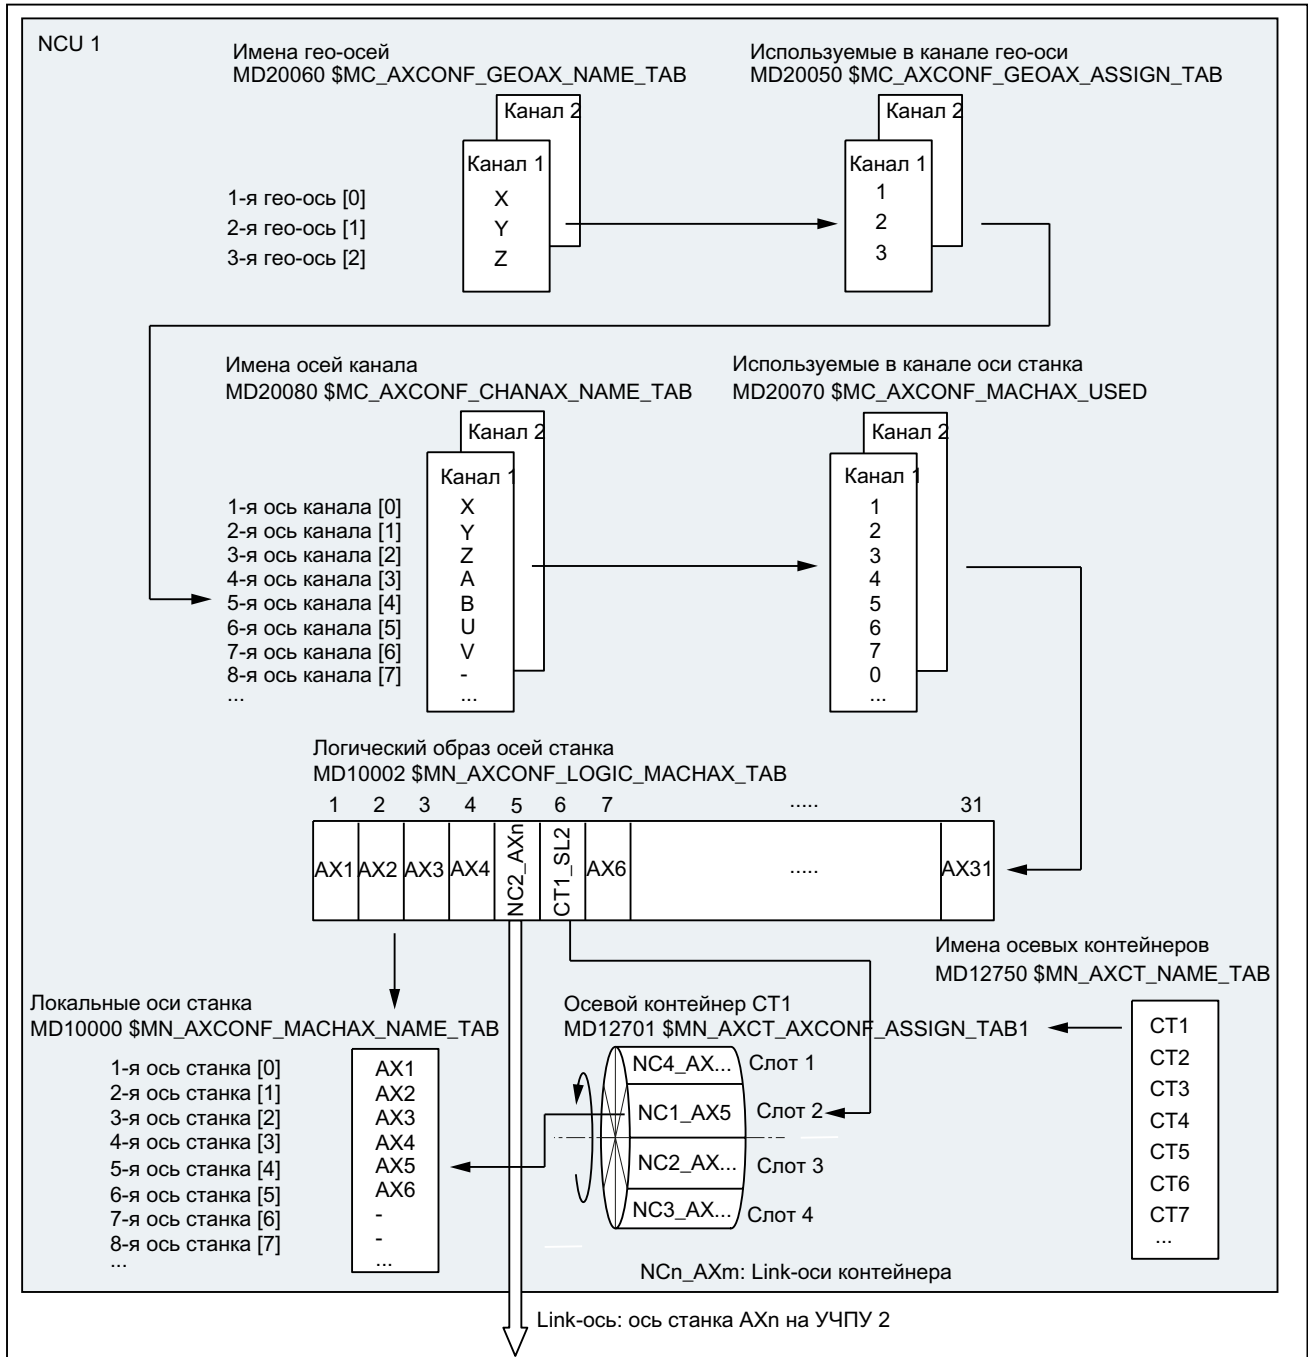 NCU 1
Имена гео-осей
MD20060 $MC_AXCONF_GEOAX_NAME_TAB
Используемые в канале гео-оси
MD20050 $MC_AXCONF_GEOAX_ASSIGN_TAB
Канал 2
Канал 1
Канал 2
Канал 1
1-я гео-ось [0] X 1
2-я гео-ось [1] Y 2
3-я гео-ось [2] Z 3
Имена осей канала
MD20080 $MC_AXCONF_CHANAX_NAME_TAB
Используемые в канале оси станка
MD20070 $MC_AXCONF_MACHAX_USED
Канал 2
Канал 1
Канал 2
Канал 1
1-я ось канала [0] X 1
2-я ось канала [1] Y 2
3-я ось канала [2] Z 3
4-я ось канала [3] A 4
5-я ось канала [4] B 5
6-я ось канала [5] U 6
7-я ось канала [6] V 7
8-я ось канала [7] - 0
... ... ...
Логический образ осей станка
MD10002 $MN_AXCONF_LOGIC_MACHAX_TAB
1 2 3 4 5 6 7 ..... 31
AX1 AX2 AX3 AX4 NC2_AXn CT1_SL2 AX6 ..... AX31
Имена осевых контейнеров
MD12750 $MN_AXCT_NAME_TAB
CT1
CT2
CT3
CT4
CT5
CT6
CT7
...
Локальные оси станка
MD10000 $MN_AXCONF_MACHAX_NAME_TAB
1-я ось станка [0] AX1
2-я ось станка [1] AX2
3-я ось станка [2] AX3
4-я ось станка [3] AX4
5-я ось станка [4] AX5
6-я ось станка [5] AX6
7-я ось станка [6] -
8-я ось станка [7] -
... ...
Осевой контейнер CT1
MD12701 $MN_AXCT_AXCONF_ASSIGN_TAB1
NC4_AX... Слот 1
NC1_AX5 Слот 2
NC2_AX... Слот 3
NC3_AX... Слот 4
NCn_AXm: Link-оси контейнера
Link-ось: ось станка AXn на УЧПУ 2